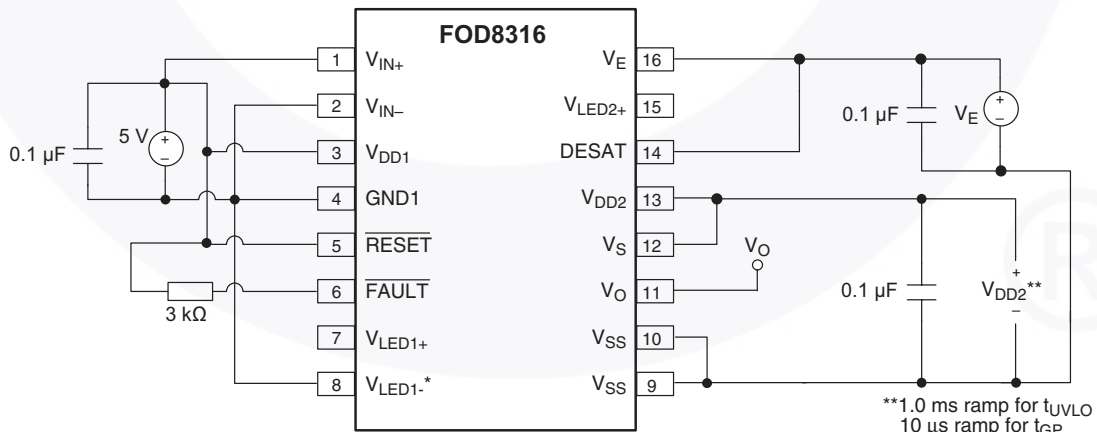 FOD8316
1 V_IN+
2 V_IN–
3 V_DD1
4 GND1
5 RESET
6 FAULT
7 V_LED1+
8 V_LED1-*
V_E 16
V_LED2+ 15
DESAT 14
V_DD2 13
V_S 12
V_O 11
V_SS 10
V_SS 9
0.1 µF
5 V
+
–
3 kΩ
0.1 µF
V_E
+
–
V_O
0.1 µF
+
V_DD2**
–
**1.0 ms ramp for t_UVLO
10 µs ramp for t_GP
®